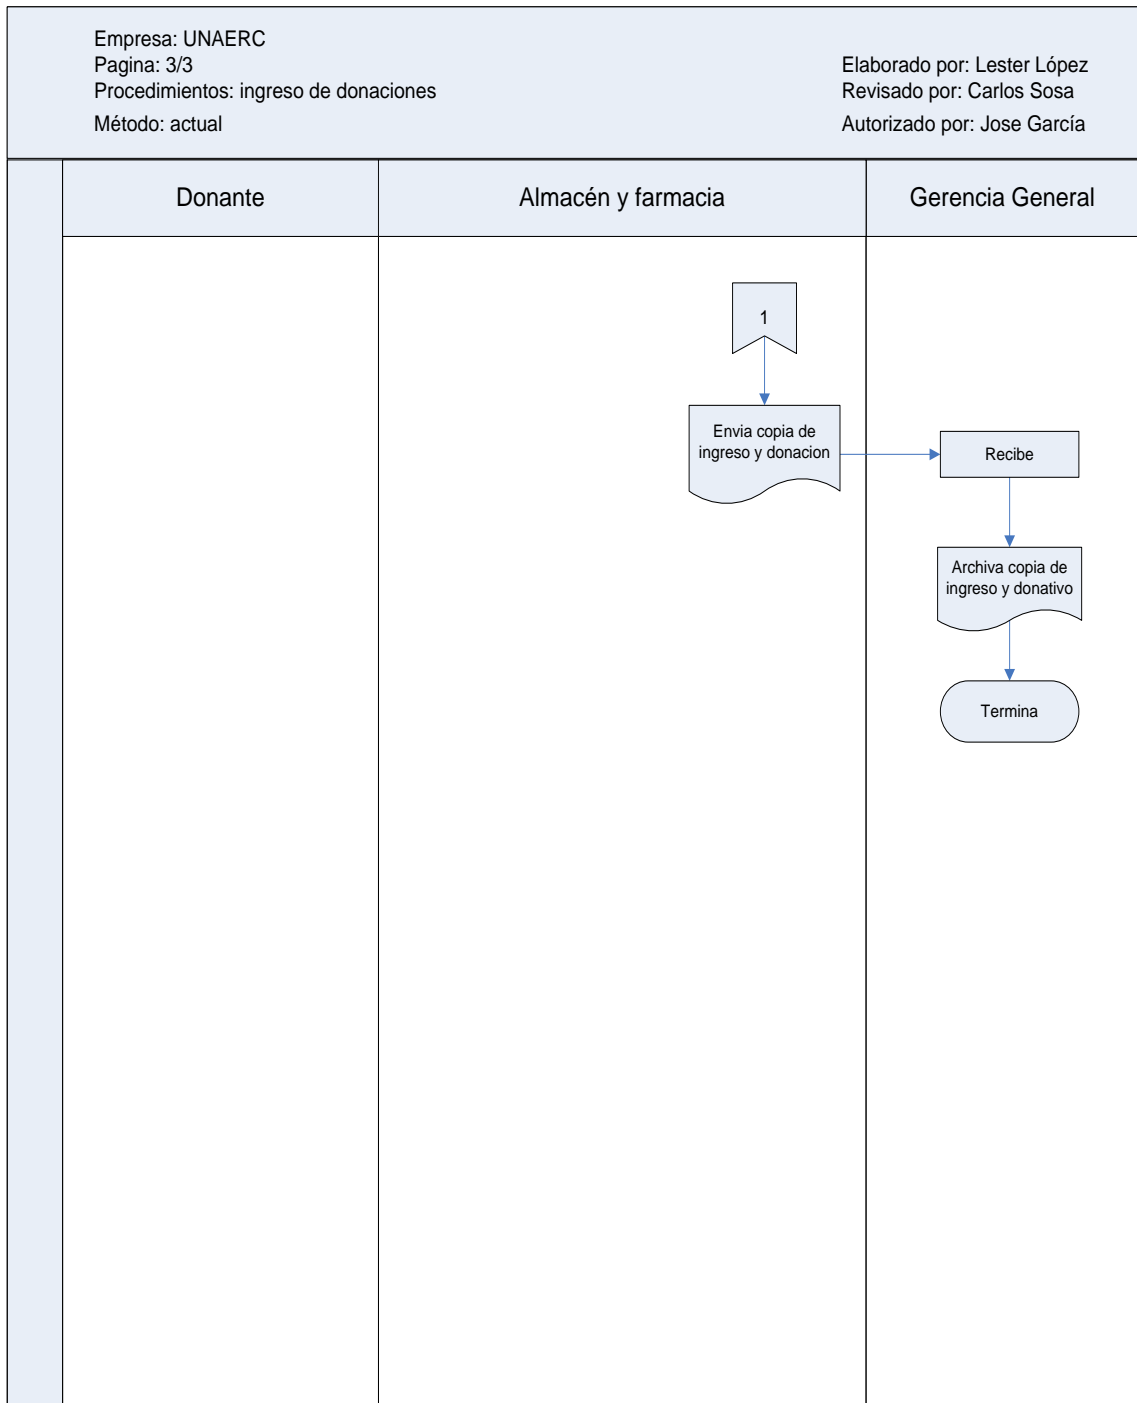 Empresa: UNAERC
Pagina: 3/3
Procedimientos: ingreso de donaciones
Método: actual
Elaborado por: Lester López
Revisado por: Carlos Sosa
Autorizado por: Jose García
Donante
Almacén y farmacia
Gerencia General
1
Envia copia de
ingreso y donacion
Recibe
Archiva copia de
ingreso y donativo
Termina